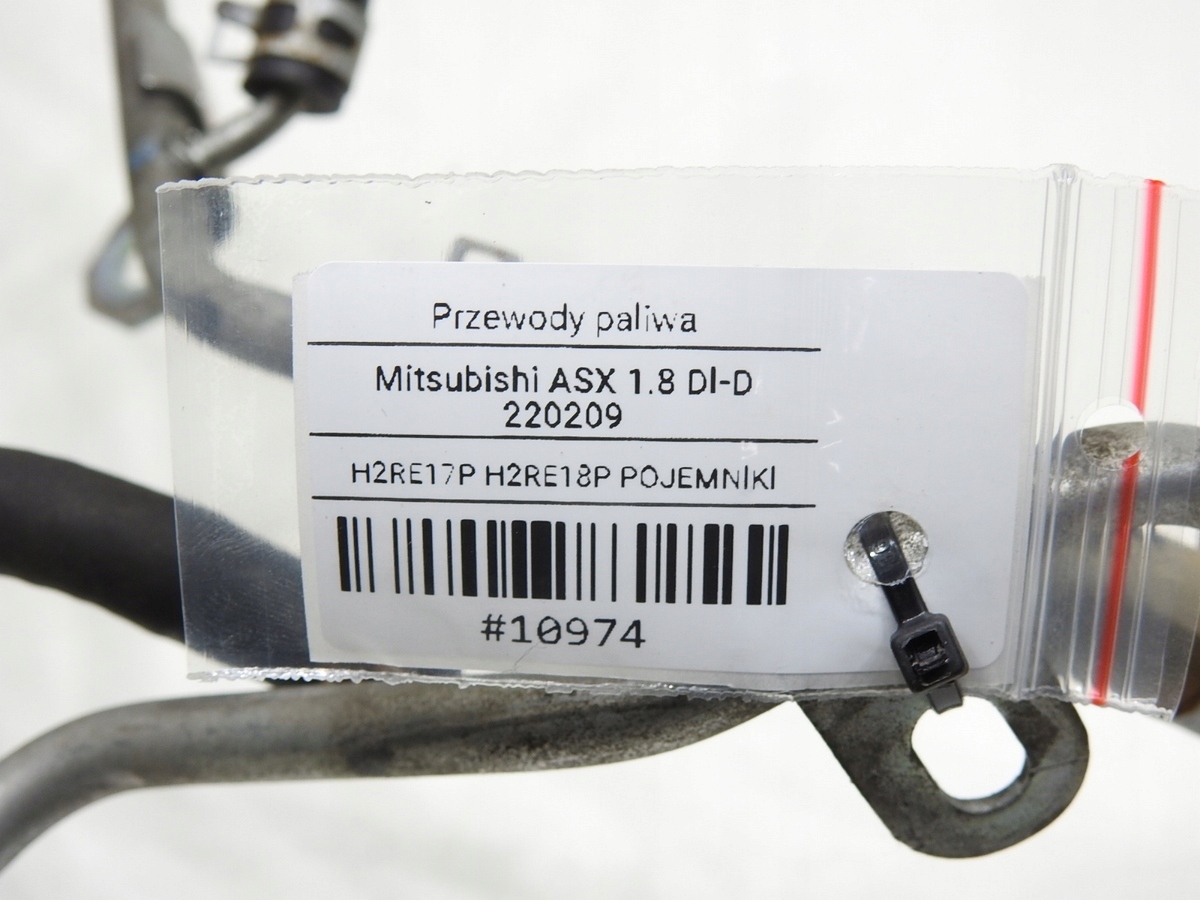 Przewody paliwa
Mitsubishi ASX 1.8 DI-D
220209
H2RE17P H2RE18P POJEMNIKI
#10974